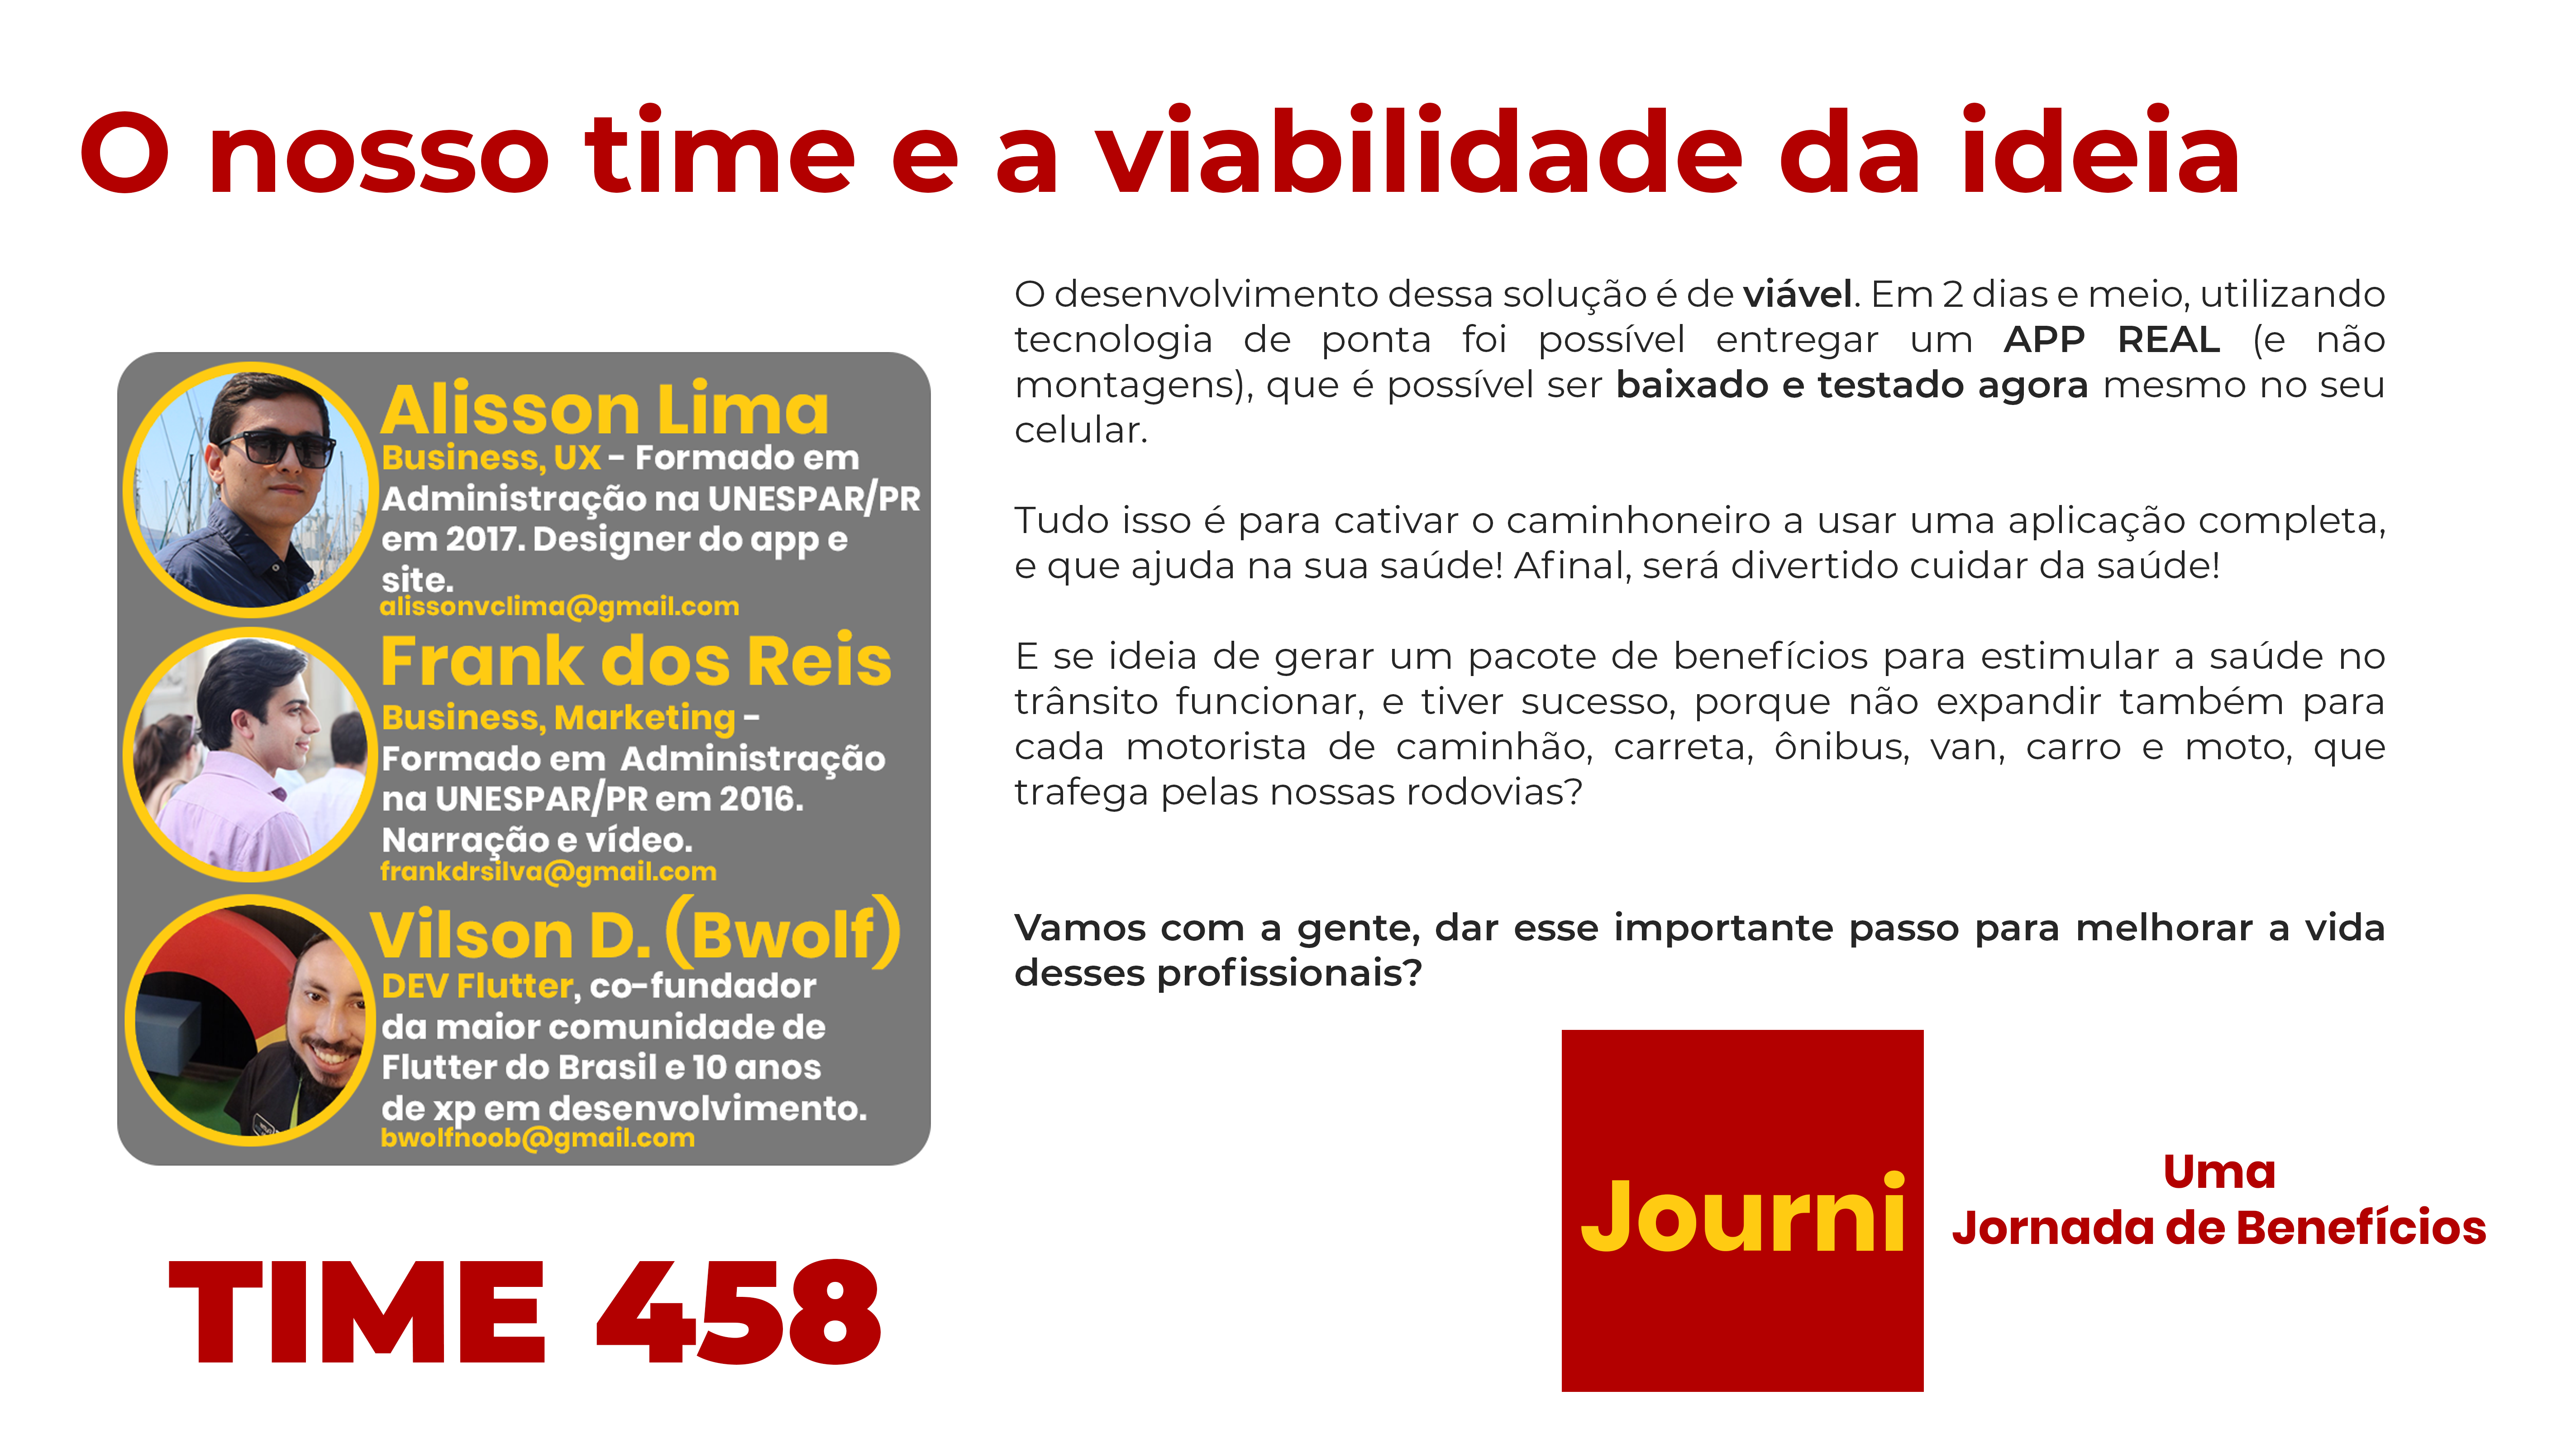 O nosso time e a viabilidade da ideia
Alisson Lima
Business, UX - Formado em
Administração na UNESPAR/PR
em 2017. Designer do app e
site.
alissonvclima@gmail.com
Frank dos Reis
Business, Marketing -
Formado em Administração
na UNESPAR/PR em 2016.
Narração e vídeo.
frankdrsilva@gmail.com
Vilson D. (Bwolf)
DEV Flutter, co-fundador
da maior comunidade de
Flutter do Brasil e 10 anos
de xp em desenvolvimento.
bwolfnoob@gmail.com
TIME 458
O desenvolvimento dessa solução é de viável. Em 2 dias e meio, utilizando
tecnologia de ponta foi possível entregar um APP REAL (e não
montagens), que é possível ser baixado e testado agora mesmo no seu
celular.
Tudo isso é para cativar o caminhoneiro a usar uma aplicação completa,
e que ajuda na sua saúde! Afinal, será divertido cuidar da saúde!
E se ideia de gerar um pacote de benefícios para estimular a saúde no
trânsito funcionar, e tiver sucesso, porque não expandir também para
cada motorista de caminhão, carreta, ônibus, van, carro e moto, que
trafega pelas nossas rodovias?
Vamos com a gente, dar esse importante passo para melhorar a vida
desses profissionais?
Journi
Uma
Jornada de Benefícios